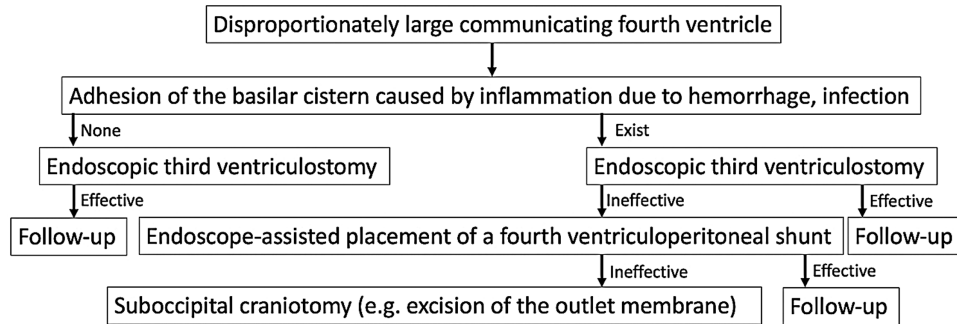 Disproportionately large communicating fourth ventricle
Adhesion of the basilar cistern caused by inflammation due to hemorrhage, infection
None
Exist
Endoscopic third ventriculostomy
Endoscopic third ventriculostomy
Effective
Ineffective
Effective
Follow-up
Endoscope-assisted placement of a fourth ventriculoperitoneal shunt
Follow-up
Ineffective
Effective
Suboccipital craniotomy (e.g. excision of the outlet membrane)
Follow-up